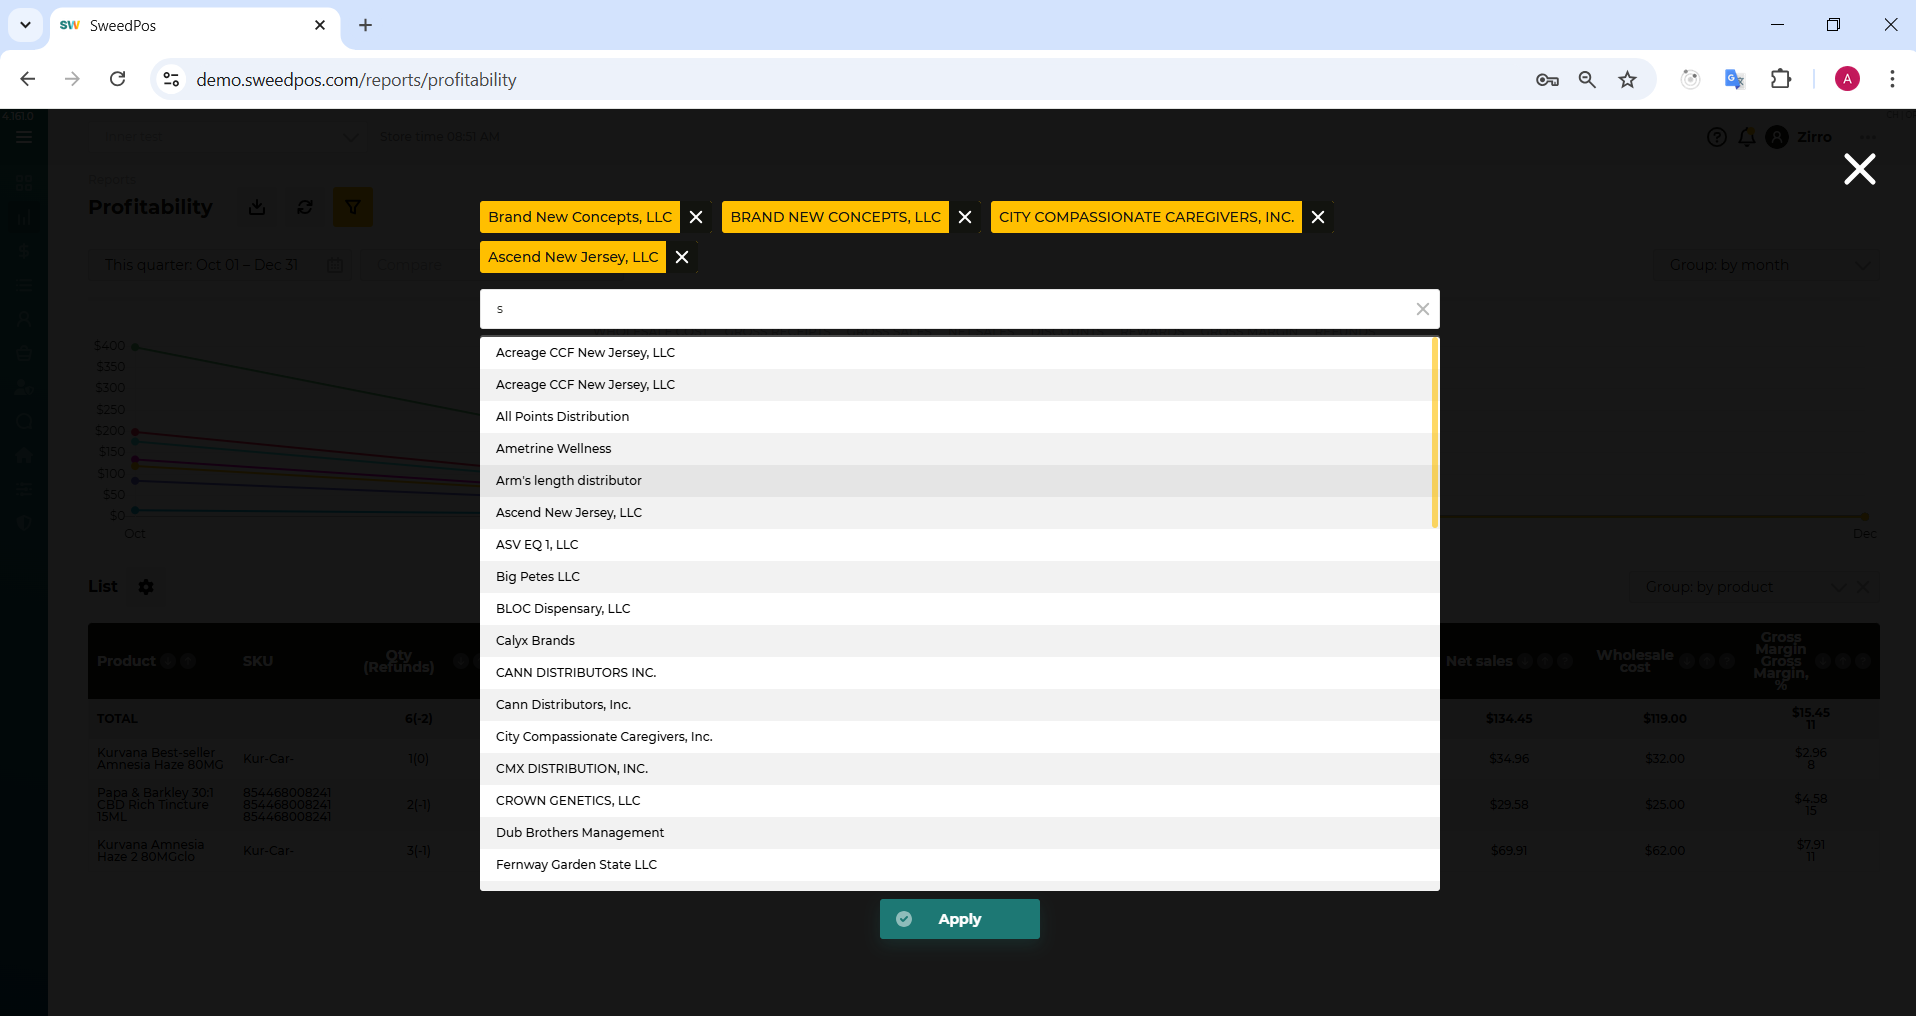 SweedPos
demo.sweedpos.com/reports/profitability
A
4.161.0
Store time 09:51 AM
Zirro
Reports
Profitability
Brand New Concepts, LLC
BRAND NEW CONCEPTS, LLC
CITY COMPASSIONATE CAREGIVERS, INC.
Ascend New Jersey, LLC
This quarter: Oct 01 – Dec 31
Compare
Group: by month
s
$400
$350
$300
$250
$200
$150
$100
$50
$0
Oct
Dec
Acreage CCF New Jersey, LLC
Acreage CCF New Jersey, LLC
All Points Distribution
Ametrine Wellness
Arm's length distributor
Ascend New Jersey, LLC
ASV EQ 1, LLC
Big Petes LLC
BLOC Dispensary, LLC
Calyx Brands
CANN DISTRIBUTORS INC.
Cann Distributors, Inc.
City Compassionate Caregivers, Inc.
CMX DISTRIBUTION, INC.
CROWN GENETICS, LLC
Dub Brothers Management
Fernway Garden State LLC
List
Group: by product
Product
SKU
Qty
(Refunds)
Net sales
Wholesale
cost
Gross
Margin
Gross
Margin,
%
TOTAL
6(-2)
$134.45
$119.00
$15.45
11
Kurvana Best-seller
Amnesia Haze 80MG
Kur-Car-
1(0)
$34.96
$32.00
$2.96
8
Papa & Barkley 30:1
CBD Rich Tincture
15ML
854468008241
854468008241
854468008241
2(-1)
$29.58
$25.00
$4.58
15
Kurvana Amnesia
Haze 2 80MGclo
Kur-Car-
3(-1)
$69.91
$62.00
$7.91
11
Apply